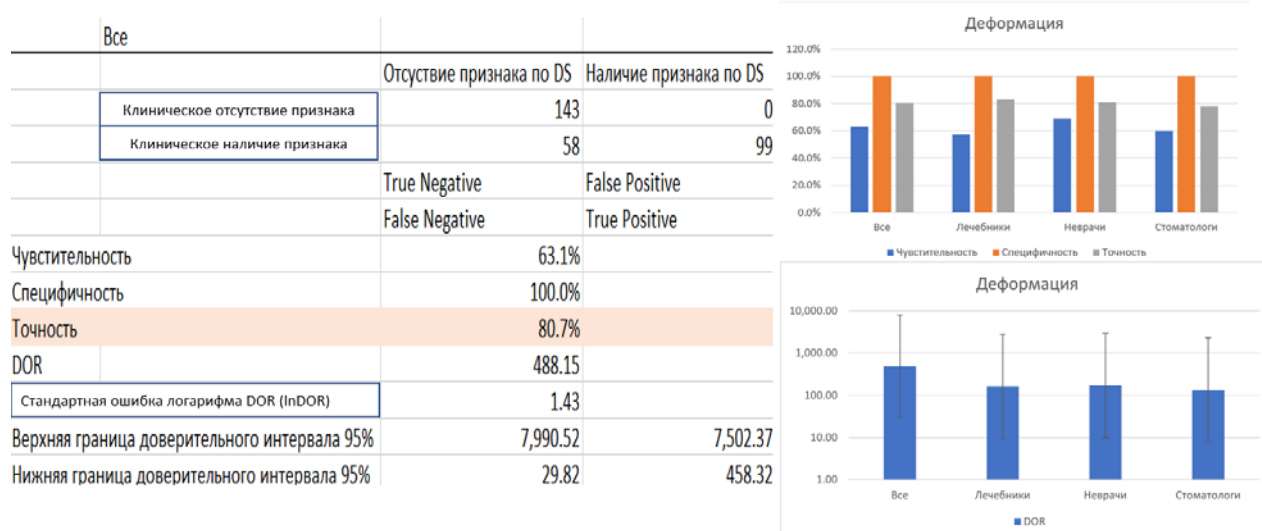 Все
Отсуствие признака по DS Наличие признака по DS
Клиническое отсутствие признака 143 0
Клиническое наличие признака 58 99
True Negative False Positive
False Negative True Positive
Чувстительность 63.1%
Специфичность 100.0%
Точность 80.7%
DOR 488.15
Стандартная ошибка логарифма DOR (lnDOR) 1.43
Верхняя граница доверительного интервала 95% 7,990.52 7,502.37
Нижняя граница доверительного интервала 95% 29.82 458.32
Деформация
120.0%
100.0%
80.0%
60.0%
40.0%
20.0%
0.0%
Все Лечебники Неврачи Стоматологи
Чувстительность Специфичность Точность
Деформация
10,000.00
1,000.00
100.00
10.00
1.00
Все Лечебники Неврачи Стоматологи
DOR